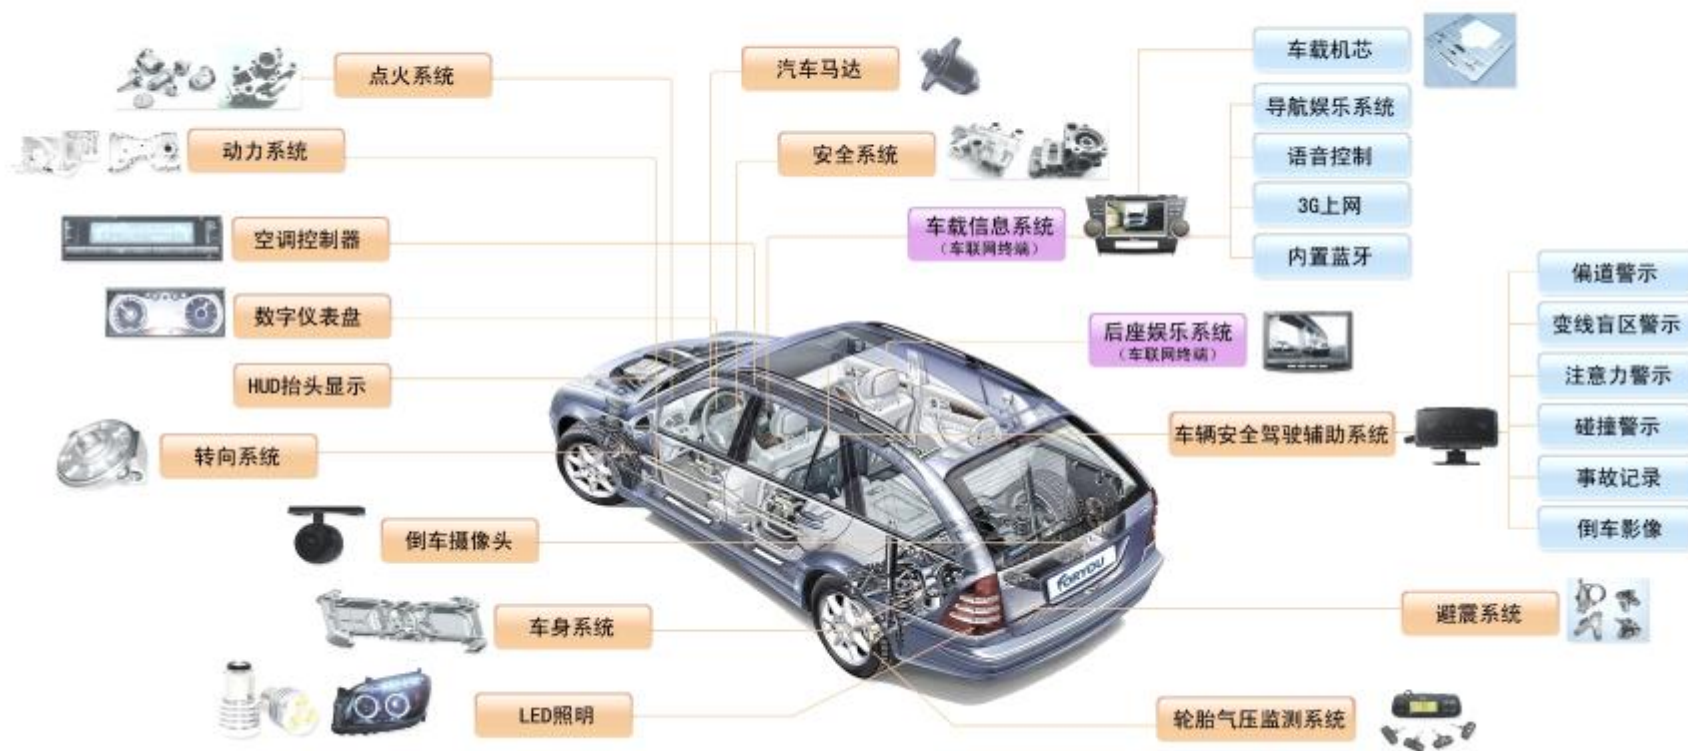 点火系统
动力系统
空调控制器
数字仪表盘
HUD抬头显示
转向系统
倒车摄像头
车身系统
LED照明
汽车马达
安全系统
车载信息系统
(车联网终端)
后座娱乐系统
(车联网终端)
车辆安全驾驶辅助系统
避震系统
轮胎气压监测系统
车载机芯
导航娱乐系统
语音控制
3G上网
内置蓝牙
偏道警示
变线盲区警示
注意力警示
碰撞警示
事故记录
倒车影像
FORYOU